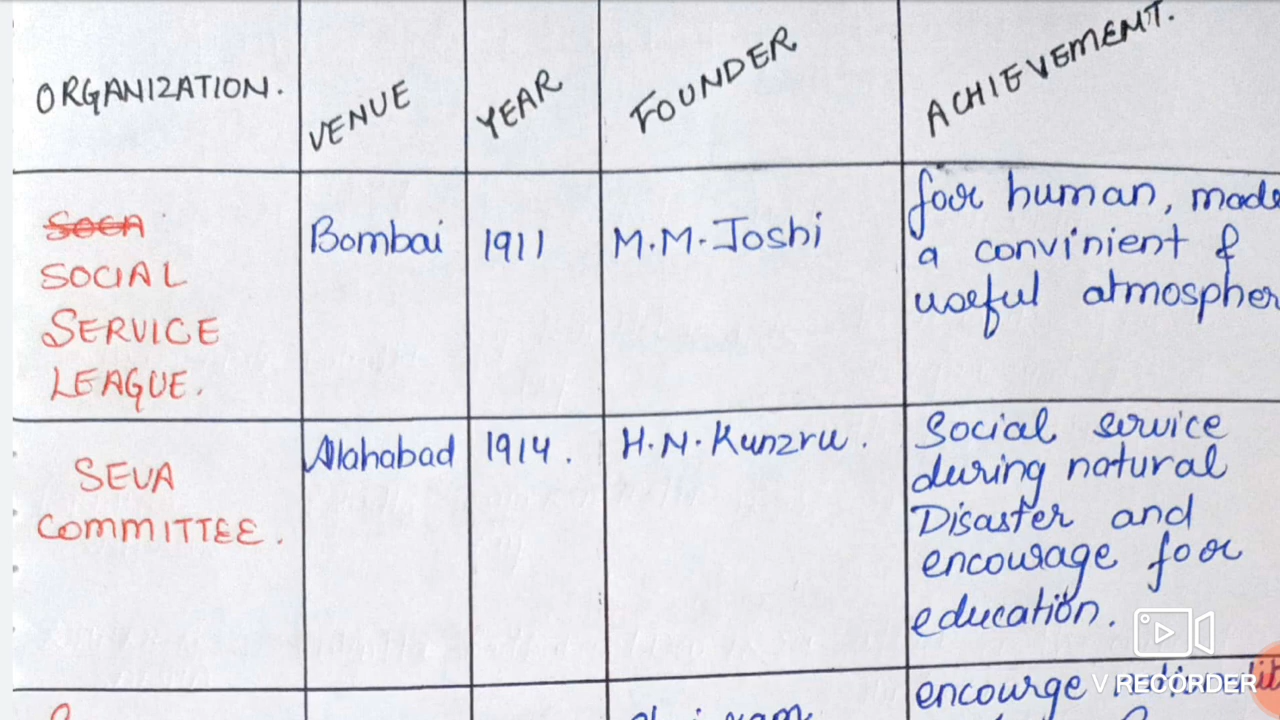 ORGANIZATION. VENUE YEAR FOUNDER ACHIEVEMENT.
SOCIAL
SERVICE
LEAGUE.
Bombai 1911 M.M. Joshi
for human, made
a convinient &
useful atmospher
SEVA
COMMITTEE.
Alahabad 1914. H.N. Kunzru.
Social service
during natural
Disaster and
encourage for
education.
encourge
V RECORDER